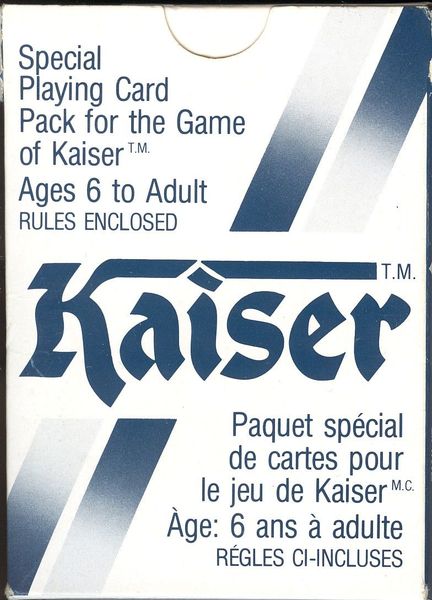 Special
Playing Card
Pack for the Game
of Kaiser T.M.
Ages 6 to Adult
RULES ENCLOSED
Kaiser T.M.
Paquet spécial
de cartes pour
le jeu de Kaiser M.C.
Àge: 6 ans à adulte
RÉGLES CI-INCLUSES